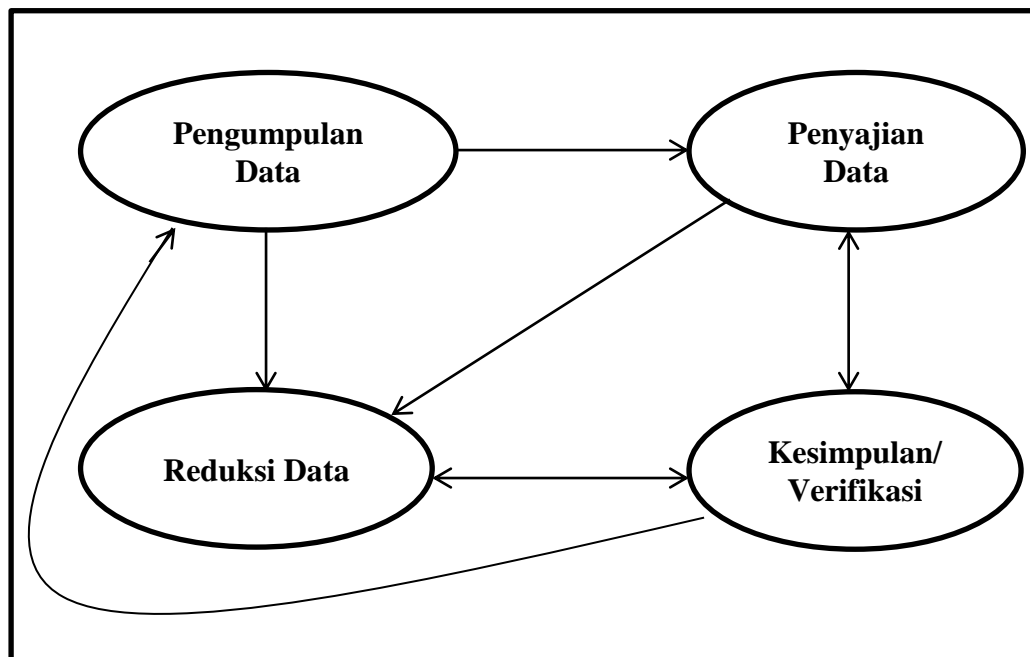 Pengumpulan
Data
Penyajian
Data
Reduksi Data
Kesimpulan/
Verifikasi